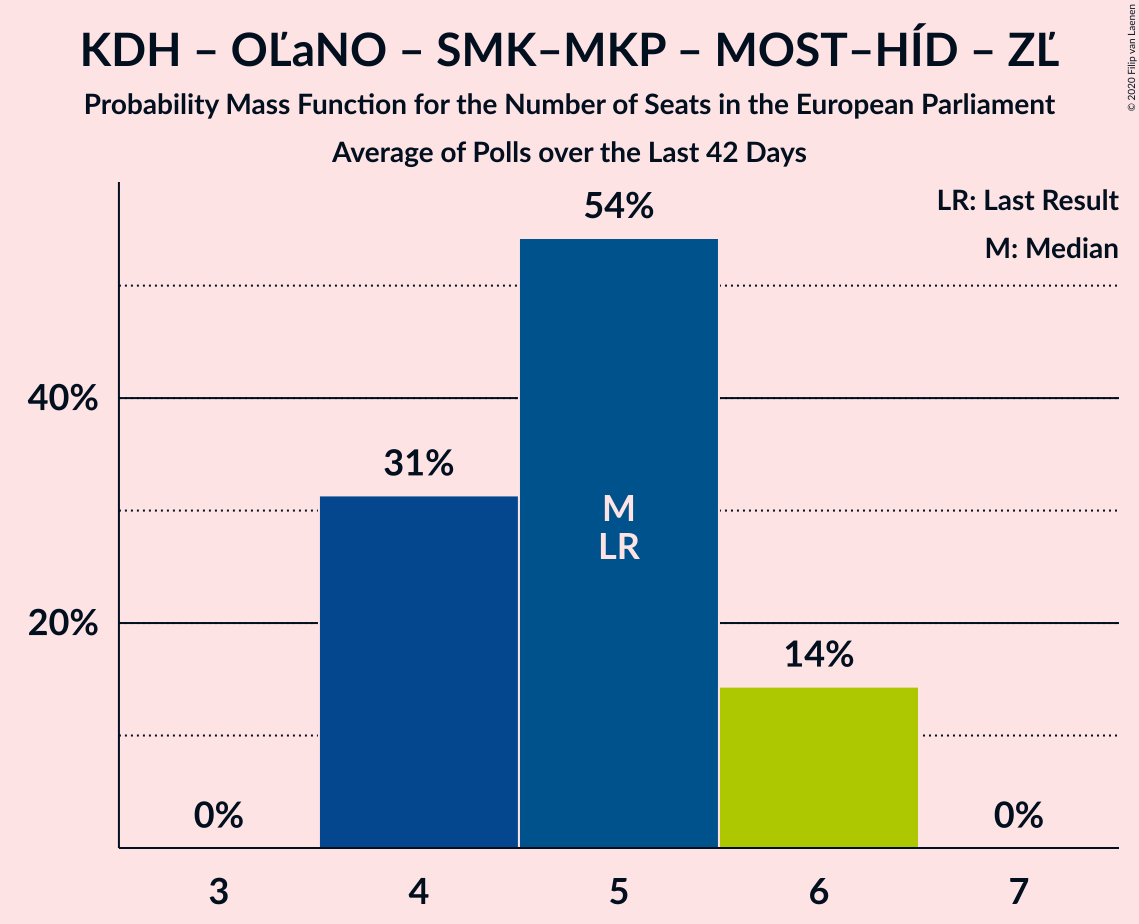 KDH – OĽaNO – SMK–MKP – MOST–HÍD – ZĽ
Probability Mass Function for the Number of Seats in the European Parliament
Average of Polls over the Last 42 Days
© 2020 Filip van Laenen
LR: Last Result
M: Median
54%
40%
31%
M
LR
20%
14%
0%
0%
3
4
5
6
7